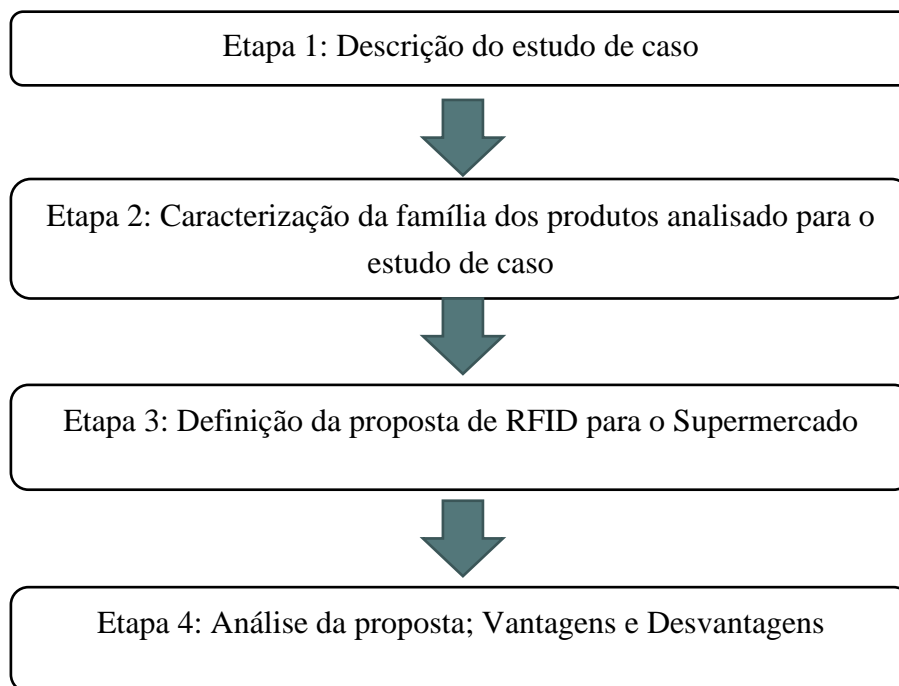 Etapa 1: Descrição do estudo de caso
Etapa 2: Caracterização da família dos produtos analisado para o
estudo de caso
Etapa 3: Definição da proposta de RFID para o Supermercado
Etapa 4: Análise da proposta; Vantagens e Desvantagens